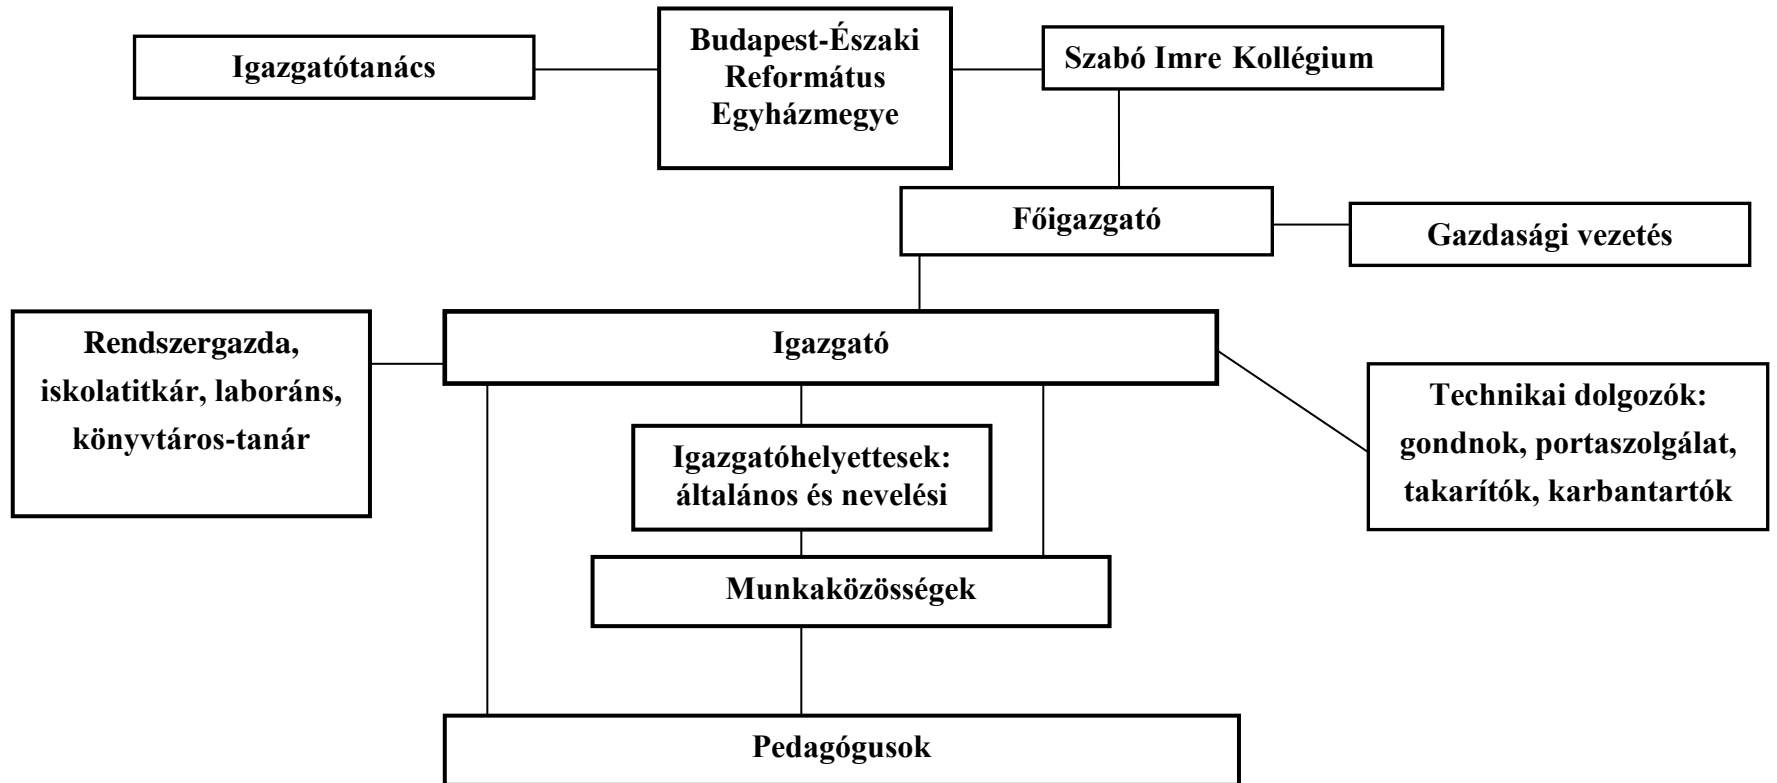 Igazgatótanács
Budapest-Északi
Református
Egyházmegye
Szabó Imre Kollégium
Főigazgató
Gazdasági vezetés
Rendszergazda,
iskolatitkár, laboráns,
könyvtáros-tanár
Igazgató
Technikai dolgozók:
gondnok, portaszolgálat,
takarítók, karbantartók
Igazgatóhelyettesek:
általános és nevelési
Munkaközösségek
Pedagógusok